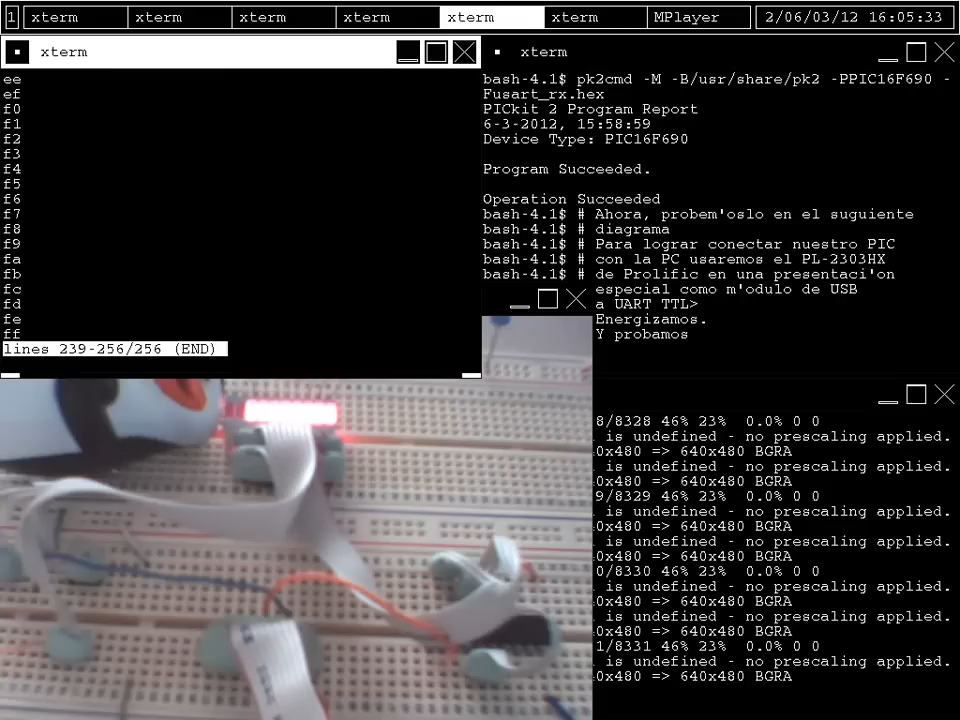 1 xterm xterm xterm xterm xterm xterm MPlayer 2/06/03/12 16:05:33
xterm
ee
ef
f0
f1
f2
f3
f4
f5
f6
f7
f8
f9
fa
fb
fc
fd
fe
ff
lines 239-256/256 (END)
xterm
bash-4.1$ pk2cmd -M -B/usr/share/pk2 -PPIC16F690 -
Fusart_rx.hex
PICkit 2 Program Report
6-3-2012, 15:58:59
Device Type: PIC16F690
Program Succeeded.
Operation Succeeded
bash-4.1$ # Ahora, probem'oslo en el suguiente
bash-4.1$ # diagrama
bash-4.1$ # Para lograr conectar nuestro PIC
bash-4.1$ # con la PC usaremos el PL-2303HX
bash-4.1$ # de Prolific en una presentaci'on
especial como m'odulo de USB
a UART TTL>
Energizamos.
Y probamos
8/8328 46% 23% 0.0% 0 0
is undefined - no prescaling applied.
0x480 => 640x480 BGRA
is undefined - no prescaling applied.
0x480 => 640x480 BGRA
9/8329 46% 23% 0.0% 0 0
is undefined - no prescaling applied.
0x480 => 640x480 BGRA
is undefined - no prescaling applied.
0x480 => 640x480 BGRA
0/8330 46% 23% 0.0% 0 0
is undefined - no prescaling applied.
0x480 => 640x480 BGRA
is undefined - no prescaling applied.
0x480 => 640x480 BGRA
1/8331 46% 23% 0.0% 0 0
is undefined - no prescaling applied.
0x480 => 640x480 BGRA